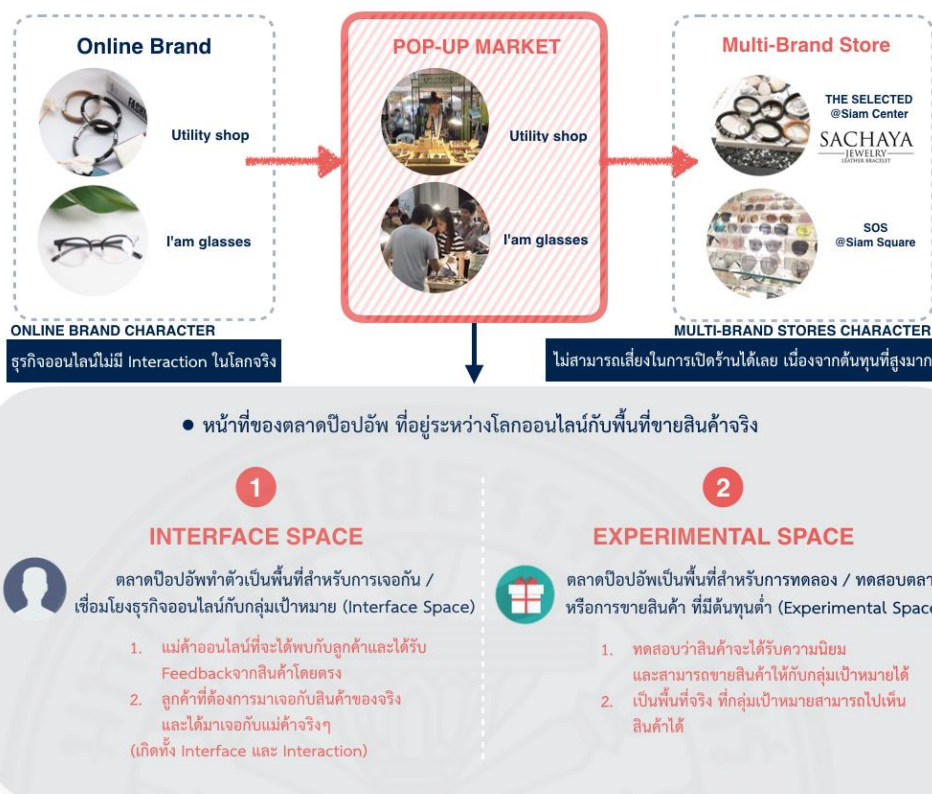 Online Brand
Utility shop
I'am glasses
POP-UP MARKET
Utility shop
I'am glasses
Multi-Brand Store
THE SELECTED
@Siam Center
SACHAYA
JEWELRY
LEATHER BRACELET
SOS
@Siam Square
ONLINE BRAND CHARACTER
ธุรกิจออนไลน์ไม่มี Interaction ในโลกจริง
MULTI-BRAND STORES CHARACTER
ไม่สามารถเสี่ยงในการเปิดร้านได้เลย เนื่องจากต้นทุนที่สูงมาก
● หน้าที่ของตลาดป๊อปอัพ ที่อยู่ระหว่างโลกออนไลน์กับพื้นที่ขายสินค้าจริง
1
INTERFACE SPACE
ตลาดป๊อปอัพทำตัวเป็นพื้นที่สำหรับการเจอกัน /
เชื่อมโยงธุรกิจออนไลน์กับกลุ่มเป้าหมาย (Interface Space)
1. แม่ค้าออนไลน์ที่จะได้พบกับลูกค้าและได้รับ
Feedbackจากสินค้าโดยตรง
2. ลูกค้าที่ต้องการมาเจอกับสินค้าของจริง
และได้มาเจอกับแม่ค้าจริงๆ
(เกิดทั้ง Interface และ Interaction)
2
EXPERIMENTAL SPACE
ตลาดป๊อปอัพเป็นพื้นที่สำหรับการทดลอง / ทดสอบตลา
หรือการขายสินค้า ที่มีต้นทุนต่ำ (Experimental Space
1. ทดสอบว่าสินค้าจะได้รับความนิยม
และสามารถขายสินค้าให้กับกลุ่มเป้าหมายได้
2. เป็นพื้นที่จริง ที่กลุ่มเป้าหมายสามารถไปเห็น
สินค้าได้